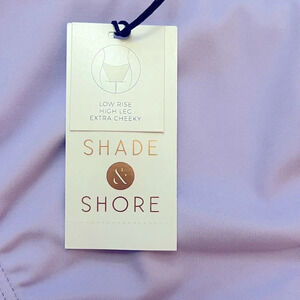 LOW RISE
HIGH LEG
EXTRA CHEEKY
SHADE
&
SHORE